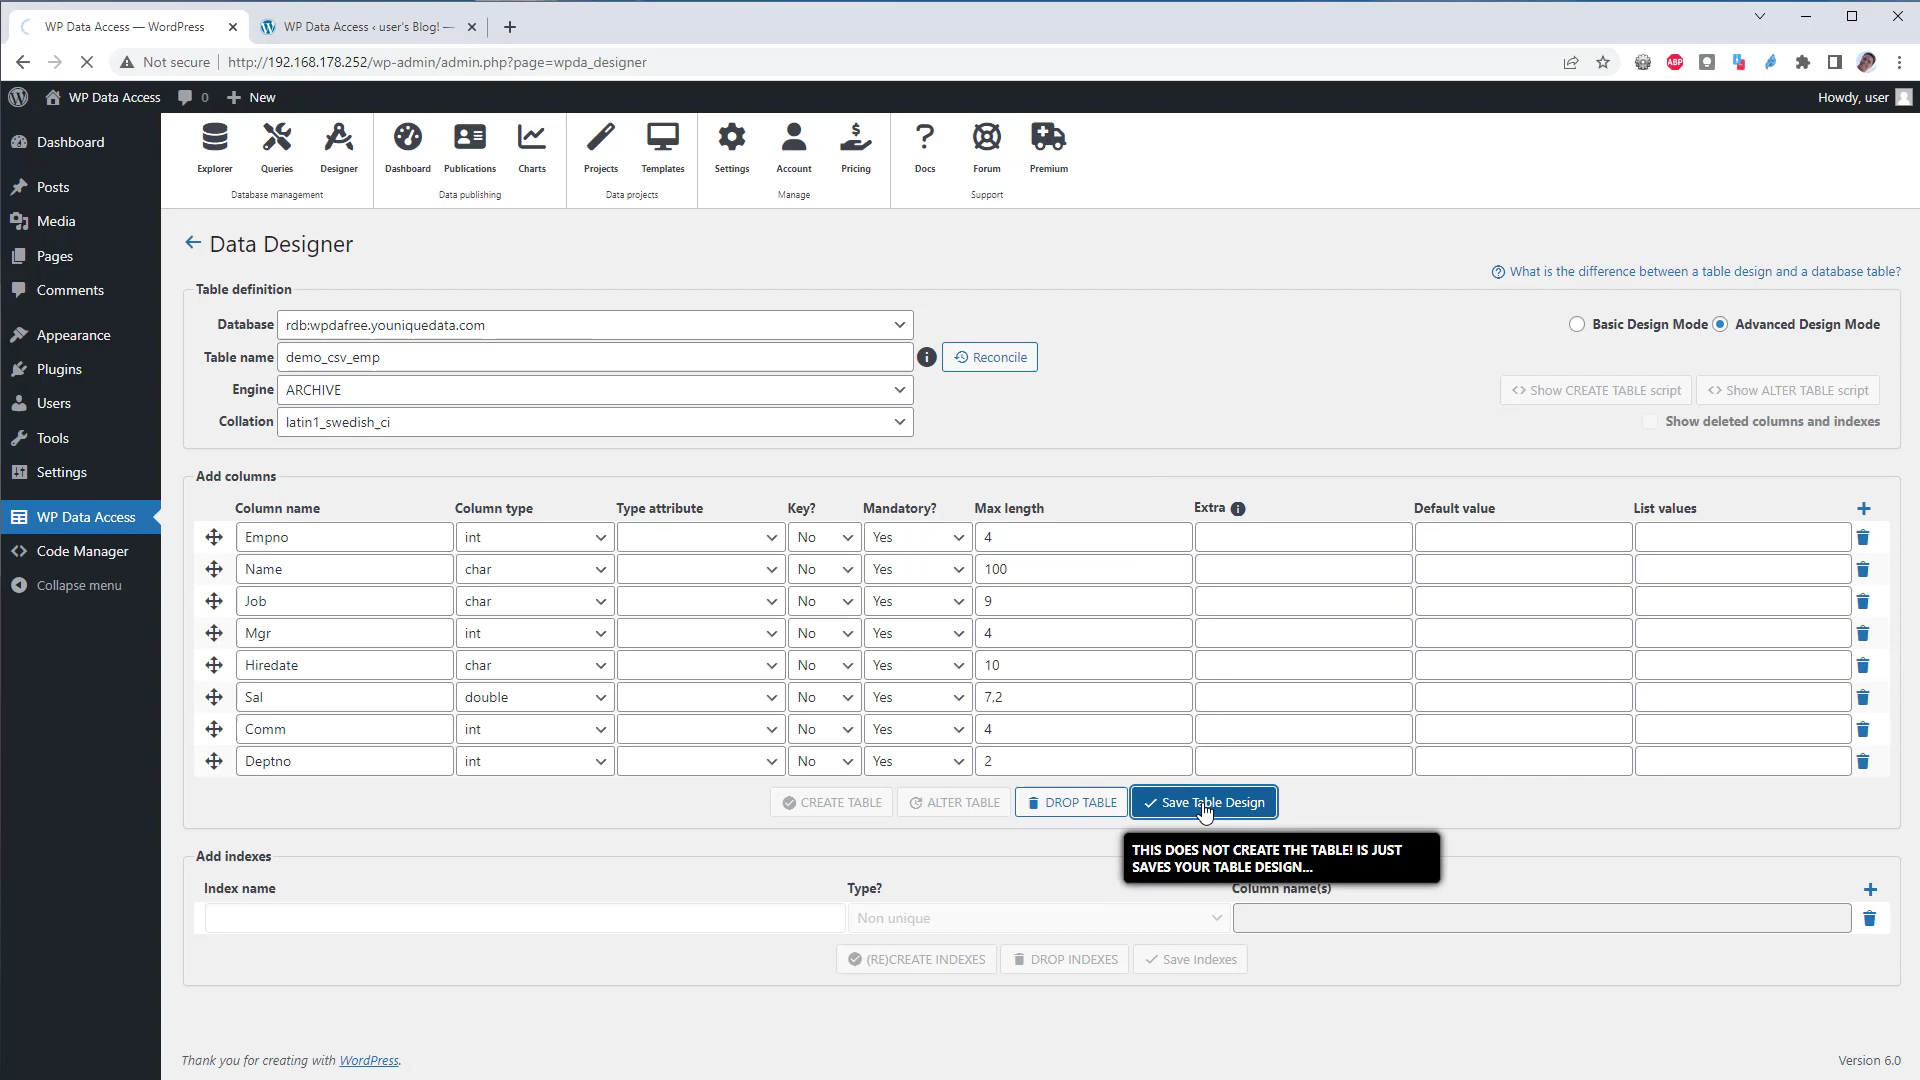 WP Data Access — WordPress
WP Data Access ‹ user's Blog! —
Not secure
http://192.168.178.252/wp-admin/admin.php?page=wpda_designer
ABP
WP Data Access
0
New
Howdy, user
Dashboard
Posts
Media
Pages
Comments
Appearance
Plugins
Users
Tools
Settings
WP Data Access
Code Manager
Collapse menu
Explorer
Queries
Designer
Dashboard
Publications
Charts
Projects
Templates
Settings
Account
Pricing
Docs
Forum
Premium
Database management
Data publishing
Data projects
Manage
Support
Data Designer
What is the difference between a table design and a database table?
Table definition
Database rdb:wpdafree.youniquedata.com
Basic Design Mode Advanced Design Mode
Table name demo_csv_emp Reconcile
Engine ARCHIVE
<> Show CREATE TABLE script <> Show ALTER TABLE script
Collation latin1_swedish_ci
Show deleted columns and indexes
Add columns
Column name Column type Type attribute Key? Mandatory? Max length Extra Default value List values
Empno int No Yes 4
Name char No Yes 100
Job char No Yes 9
Mgr int No Yes 4
Hiredate char No Yes 10
Sal double No Yes 7,2
Comm int No Yes 4
Deptno int No Yes 2
CREATE TABLE ALTER TABLE DROP TABLE Save Table Design
THIS DOES NOT CREATE THE TABLE! IS JUST
SAVES YOUR TABLE DESIGN...
Add indexes
Index name Type? Column name(s)
Non unique
(RE)CREATE INDEXES DROP INDEXES Save Indexes
Thank you for creating with WordPress.
Version 6.0